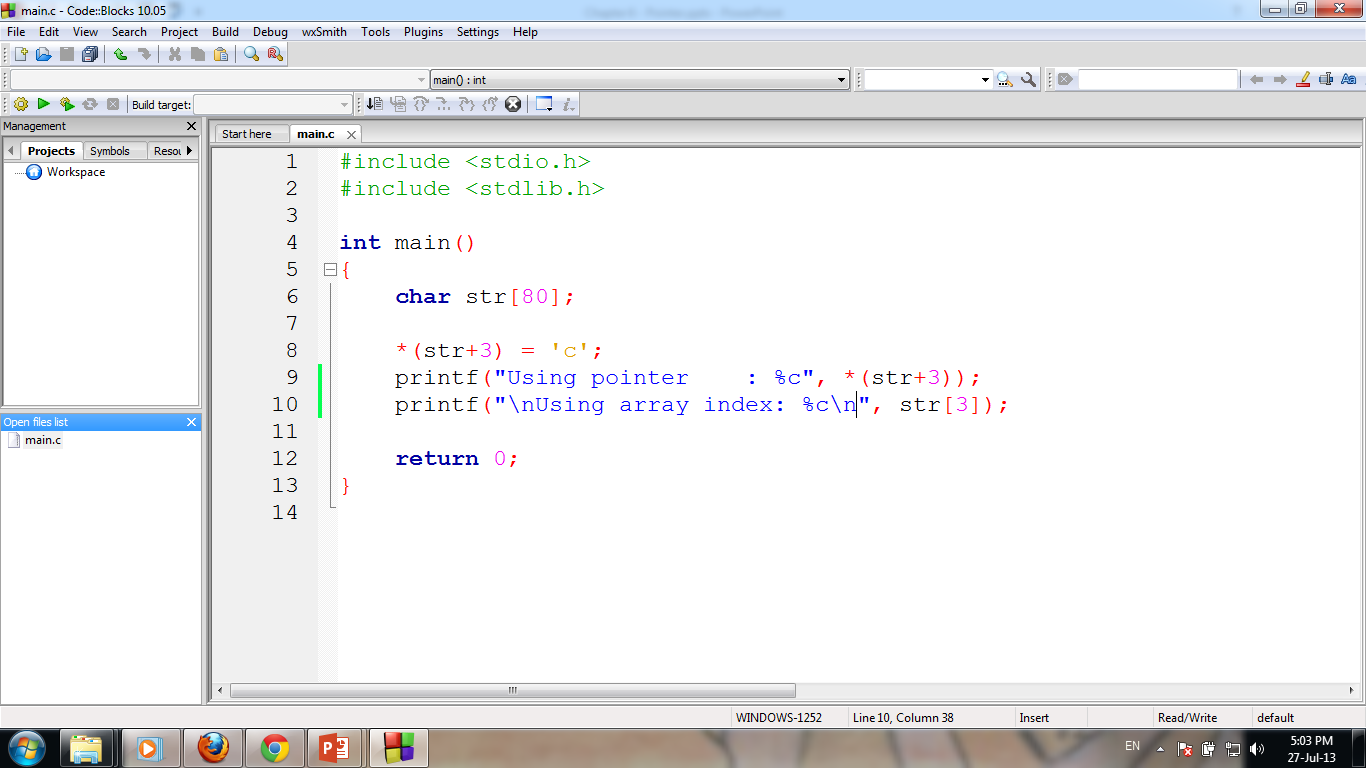 main.c - Code::Blocks 10.05
File Edit View Search Project Build Debug wxSmith Tools Plugins Settings Help
main() : int
Build target:
Management
Projects Symbols Resou
Workspace
Open files list
main.c
Start here main.c
1 #include <stdio.h>
2 #include <stdlib.h>
3
4 int main()
5 {
6     char str[80];
7
8     *(str+3) = 'c';
9     printf("Using pointer    : %c", *(str+3));
10     printf("\nUsing array index: %c\n", str[3]);
11
12     return 0;
13 }
14
WINDOWS-1252 Line 10, Column 38 Insert Read/Write default
EN
5:03 PM
27-Jul-13